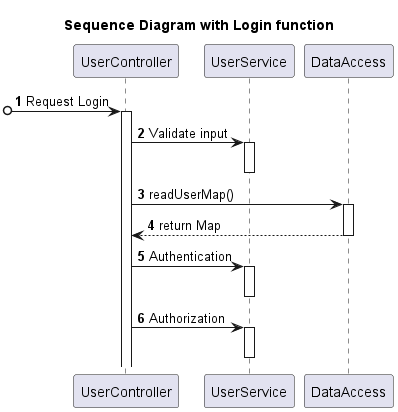 Sequence Diagram with Login function
UserController UserService DataAccess
1 Request Login
2 Validate input
3 readUserMap()
4 return Map
5 Authentication
6 Authorization
UserController UserService DataAccess